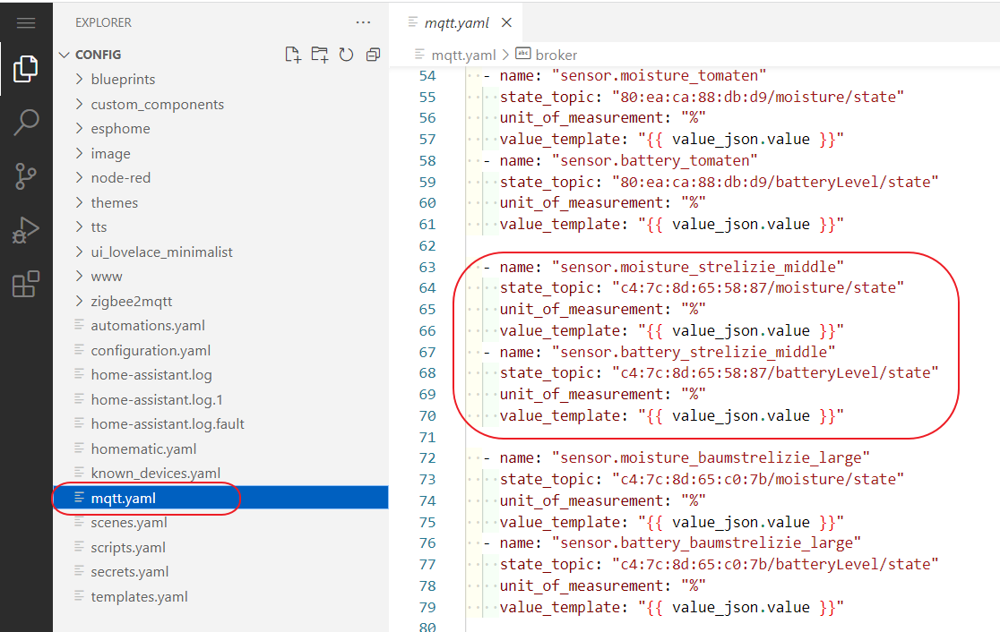 EXPLORER
...
CONFIG
blueprints
custom_components
esphome
image
node-red
themes
tts
ui_lovelace_minimalist
www
zigbee2mqtt
automations.yaml
configuration.yaml
home-assistant.log
home-assistant.log.1
home-assistant.log.fault
homematic.yaml
known_devices.yaml
mqtt.yaml
scenes.yaml
scripts.yaml
secrets.yaml
templates.yaml
mqtt.yaml
mqtt.yaml > abc broker
54 - name: "sensor.moisture_tomaten"
55 state_topic: "80:ea:ca:88:db:d9/moisture/state"
56 unit_of_measurement: "%"
57 value_template: "{{ value_json.value }}"
58 - name: "sensor.battery_tomaten"
59 state_topic: "80:ea:ca:88:db:d9/batteryLevel/state"
60 unit_of_measurement: "%"
61 value_template: "{{ value_json.value }}"
62
63 - name: "sensor.moisture_strelizie_middle"
64 state_topic: "c4:7c:8d:65:58:87/moisture/state"
65 unit_of_measurement: "%"
66 value_template: "{{ value_json.value }}"
67 - name: "sensor.battery_strelizie_middle"
68 state_topic: "c4:7c:8d:65:58:87/batteryLevel/state"
69 unit_of_measurement: "%"
70 value_template: "{{ value_json.value }}"
71
72 - name: "sensor.moisture_baumstrelizie_large"
73 state_topic: "c4:7c:8d:65:c0:7b/moisture/state"
74 unit_of_measurement: "%"
75 value_template: "{{ value_json.value }}"
76 - name: "sensor.battery_baumstrelizie_large"
77 state_topic: "c4:7c:8d:65:c0:7b/batteryLevel/state"
78 unit_of_measurement: "%"
79 value_template: "{{ value_json.value }}"
80